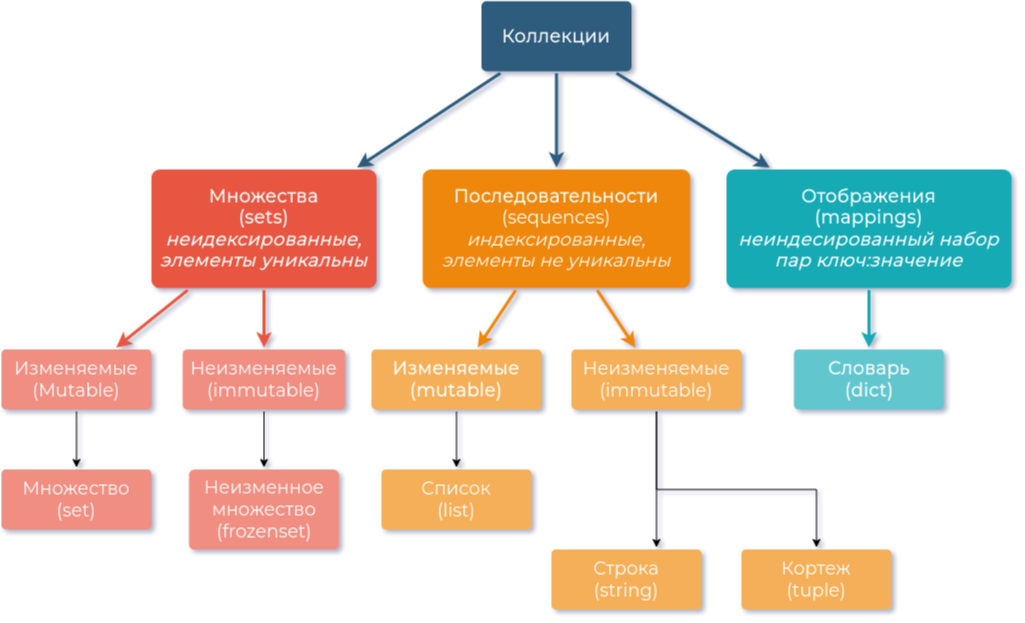 Коллекции
Множества
(sets)
неидексированные,
элементы уникальны
Последовательности
(sequences)
индексированные,
элементы не уникальны
Отображения
(mappings)
неиндесированный набор
пар ключ:значение
Изменяемые
(Mutable)
Неизменяемые
(immutable)
Изменяемые
(mutable)
Неизменяемые
(immutable)
Словарь
(dict)
Множество
(set)
Неизменное
множество
(frozenset)
Список
(list)
Строка
(string)
Кортеж
(tuple)